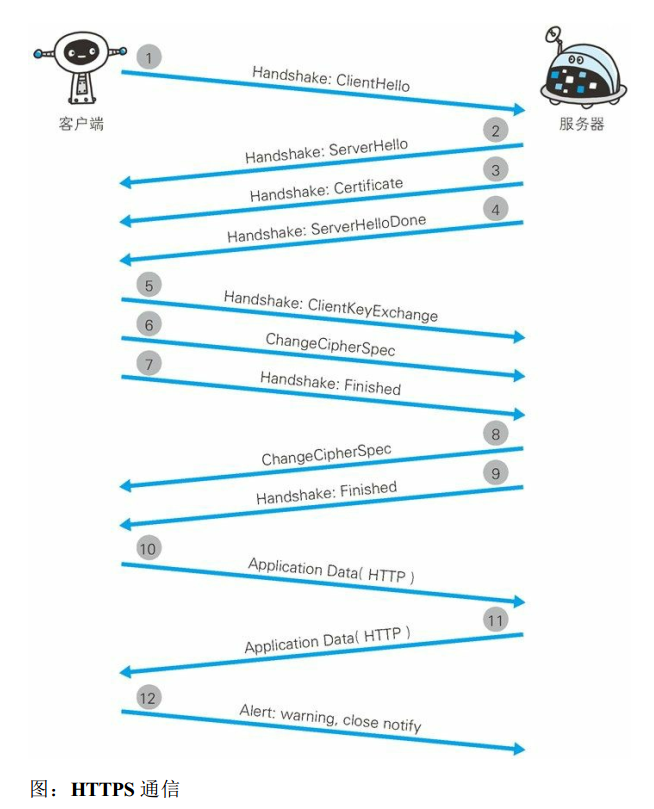 1
Handshake: ClientHello
客户端
服务器
2
Handshake: ServerHello
3
Handshake: Certificate
4
Handshake: ServerHelloDone
5
Handshake: ClientKeyExchange
6
ChangeCipherSpec
7
Handshake: Finished
8
ChangeCipherSpec
9
Handshake: Finished
10
Application Data( HTTP )
11
Application Data( HTTP )
12
Alert: warning, close notify
图：HTTPS 通信